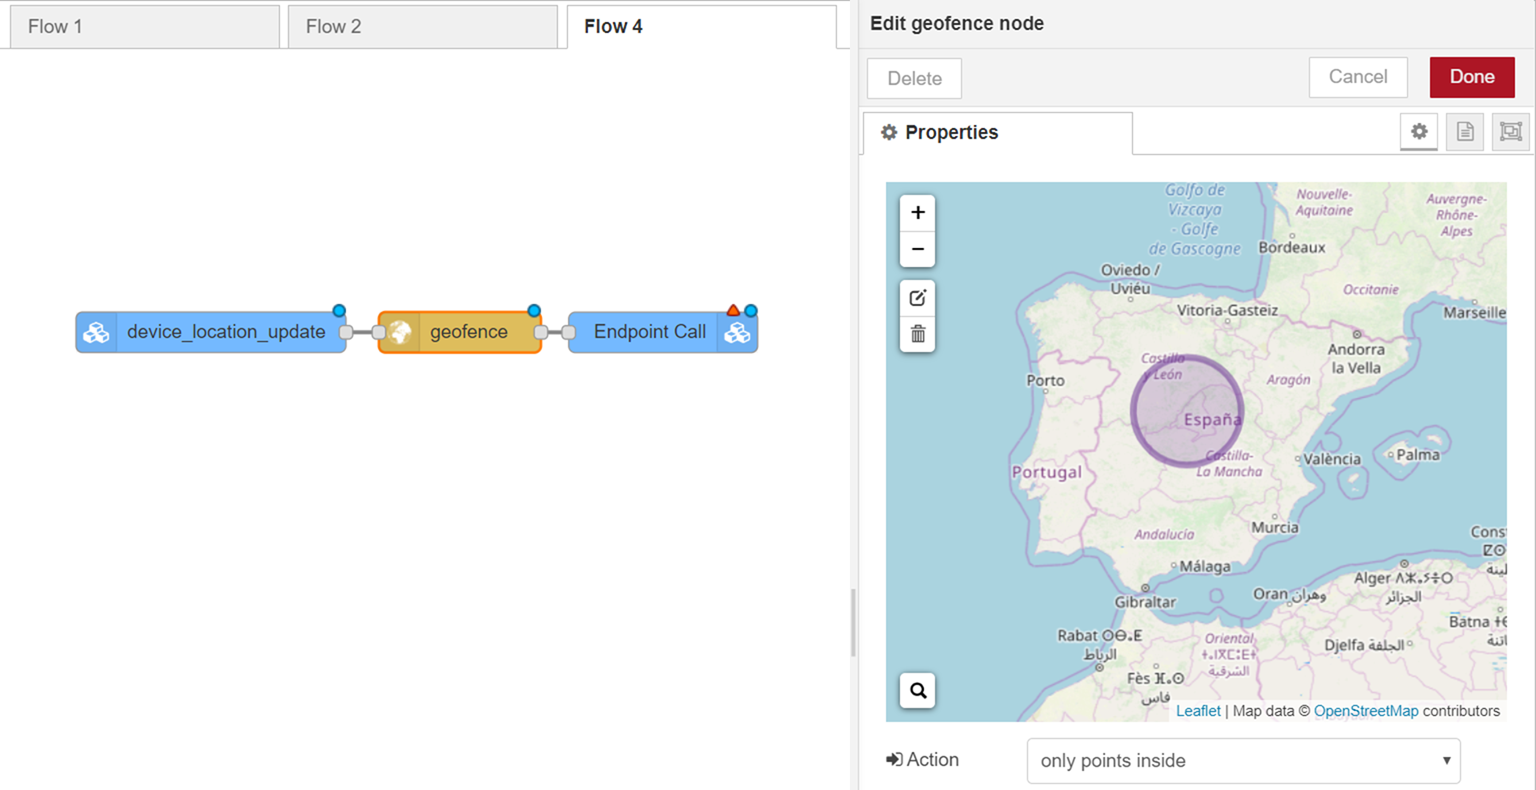 Flow 1
Flow 2
Flow 4
device_location_update
geofence
Endpoint Call
Edit geofence node
Delete
Cancel
Done
Properties
+
−
Golfo de
Vizcaya
- Golfe
de Gascogne
Nouvelle-
Aquitaine
Auvergne-
Rhône-
Alpes
Bordeaux
Oviedo /
Uviéu
Occitanie
Vitoria-Gasteiz
Marseille
Andorra
la Vella
Castilla
y León
Porto
Aragón
España
Castilla-
La Mancha
València
Palma
Portugal
Murcia
Andalucía
Málaga
Gibraltar
Oran وهران
Alger ⴷⵣⴰⵢⴻⵔ
الجزائر
Rabat ⵔⴱⴰⵟ
الرباط
Oriental
الشرقية
Djelfa الجلفة
Batna
Fès ⴼⴰⵙ
فاس
Leaflet | Map data © OpenStreetMap contributors
Action
only points inside